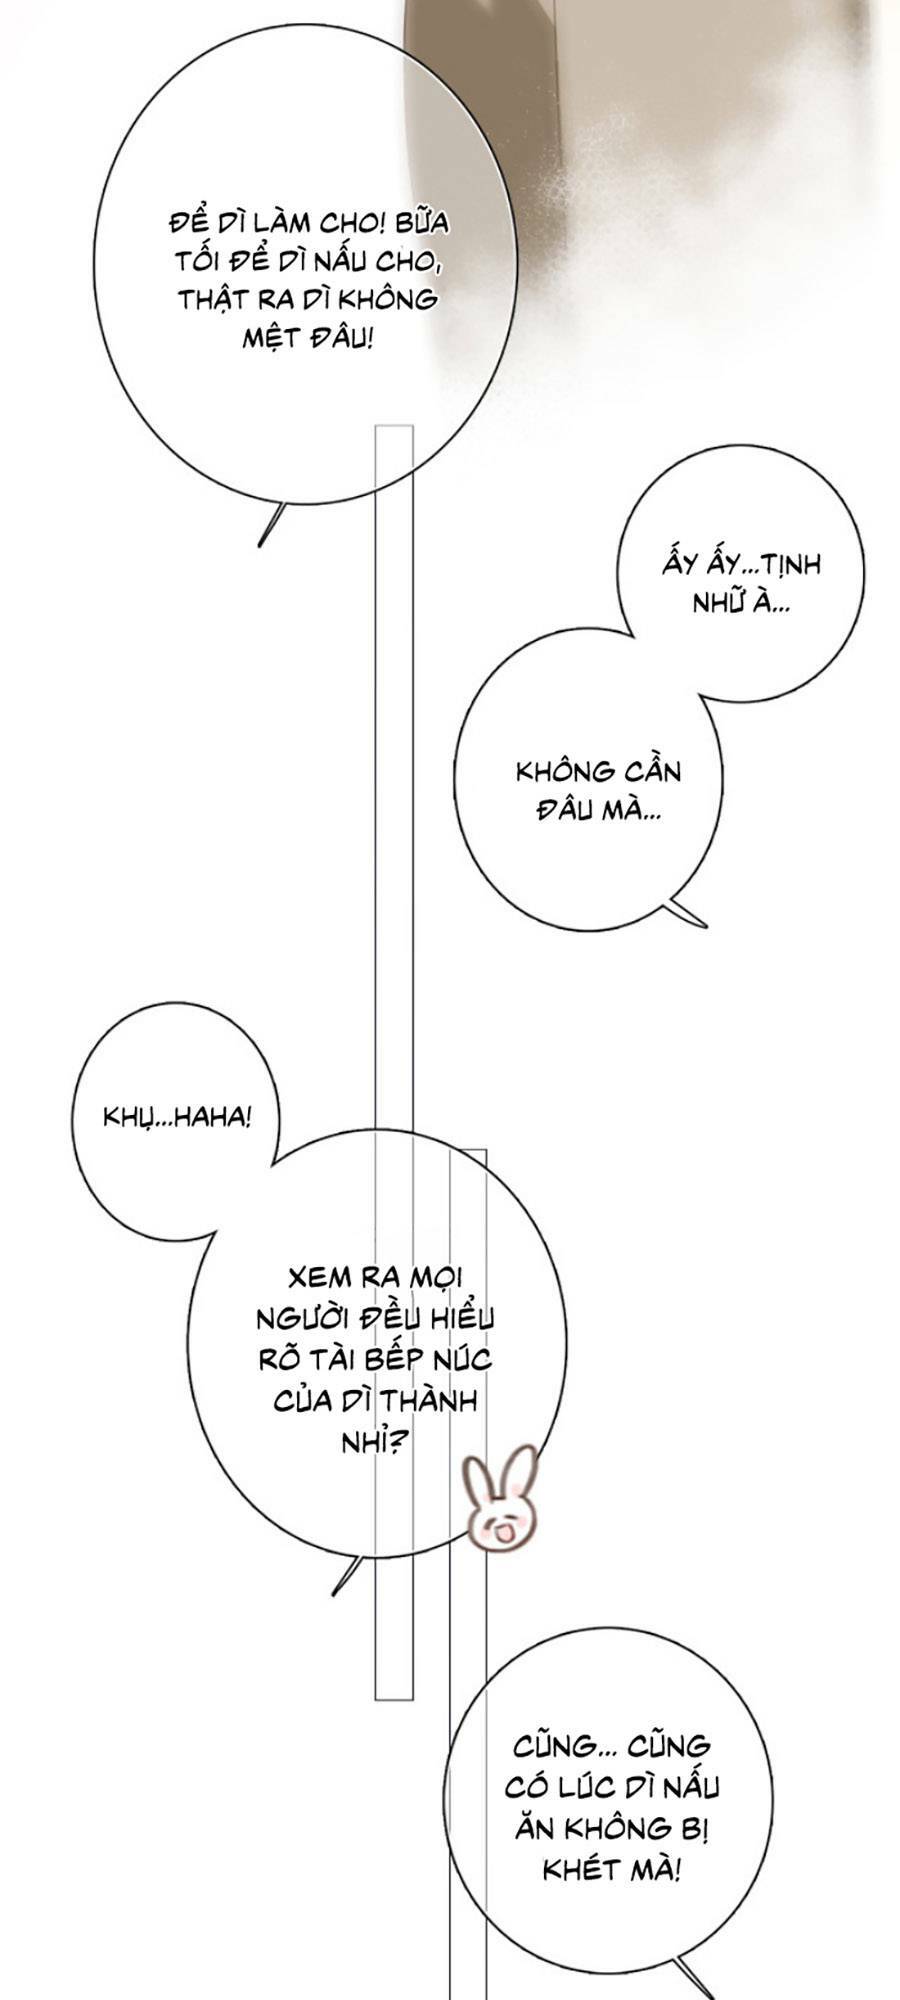 ĐỂ DÌ LÀM CHO! BỮA
TỐI ĐỂ DÌ NẤU CHO,
THẬT RA DÌ KHÔNG
MỆT ĐÂU!
ẤY ẤY...TỊNH
NHỮ À...
KHÔNG CẦN
ĐÂU MÀ...
KHỤ...HAHA!
XEM RA MỌI
NGƯỜI ĐỀU HIỂU
RÕ TÀI BẾP NÚC
CỦA DÌ THÀNH
NHỈ?
CŨNG... CŨNG
CÓ LÚC DÌ NẤU
ĂN KHÔNG BỊ
KHÉT MÀ!